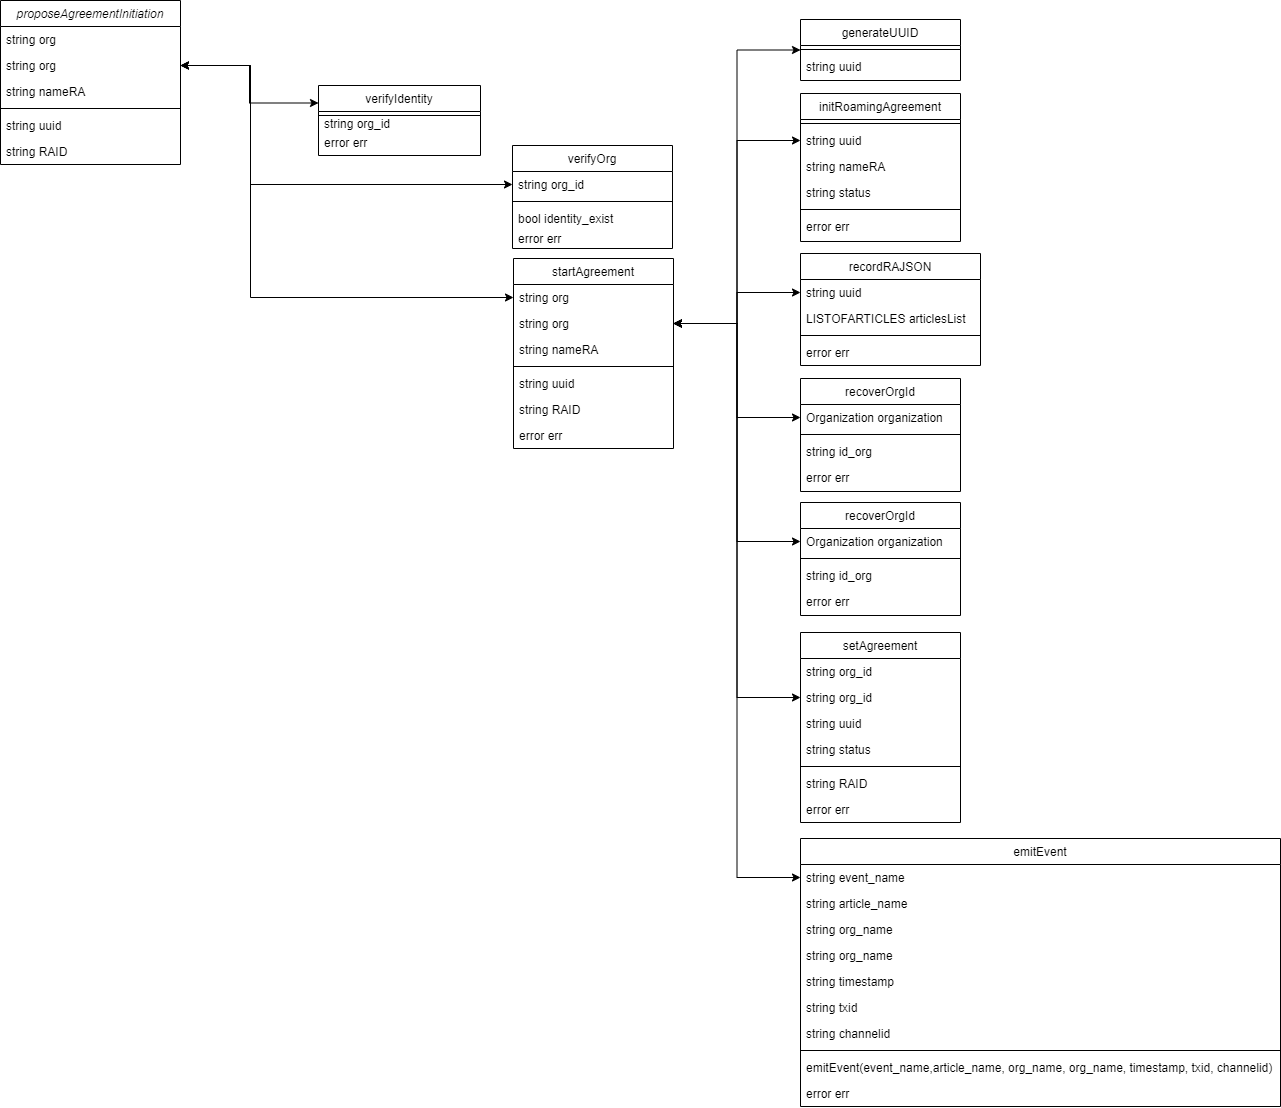 proposeAgreementInitiation
string org
string org
string nameRA
string uuid
string RAID
verifyIdentity
string org_id
error err
verifyOrg
string org_id
bool identity_exist
error err
startAgreement
string org
string org
string nameRA
string uuid
string RAID
error err
generateUUID
string uuid
initRoamingAgreement
string uuid
string nameRA
string status
error err
recordRAJSON
string uuid
LISTOFARTICLES articlesList
error err
recoverOrgId
Organization organization
string id_org
error err
recoverOrgId
Organization organization
string id_org
error err
setAgreement
string org_id
string org_id
string uuid
string status
string RAID
error err
emitEvent
string event_name
string article_name
string org_name
string org_name
string timestamp
string txid
string channelid
emitEvent(event_name,article_name, org_name, org_name, timestamp, txid, channelid)
error err